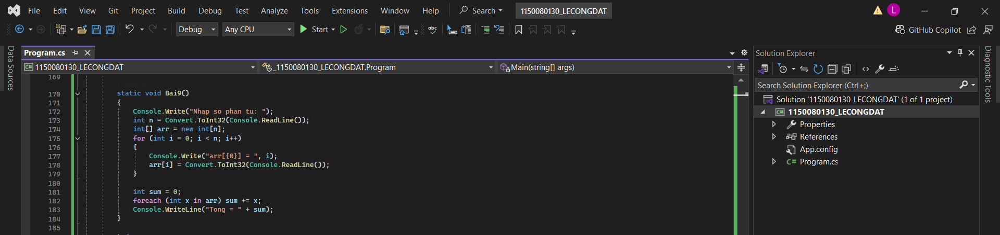 File Edit View Git Project Build Debug Test Analyze Tools Extensions Window Help Search 1150080130_LECONGDAT L
Debug Any CPU Start abc GitHub Copilot
Data Sources
Program.cs
1150080130_LECONGDAT _1150080130_LECONGDAT.Program Main(string[] args)
169
170 static void Bai9()
171 {
172 Console.Write("Nhap so phan tu: ");
173 int n = Convert.ToInt32(Console.ReadLine());
174 int[] arr = new int[n];
175 for (int i = 0; i < n; i++)
176 {
177 Console.Write("arr[{0}] = ", i);
178 arr[i] = Convert.ToInt32(Console.ReadLine());
179 }
180
181 int sum = 0;
182 foreach (int x in arr) sum += x;
183 Console.WriteLine("Tong = " + sum);
184 }
185
Solution Explorer
Search Solution Explorer (Ctrl+;)
Solution '1150080130_LECONGDAT' (1 of 1 project)
C# 1150080130_LECONGDAT
Properties
References
App.config
C# Program.cs
Diagnostic Tools